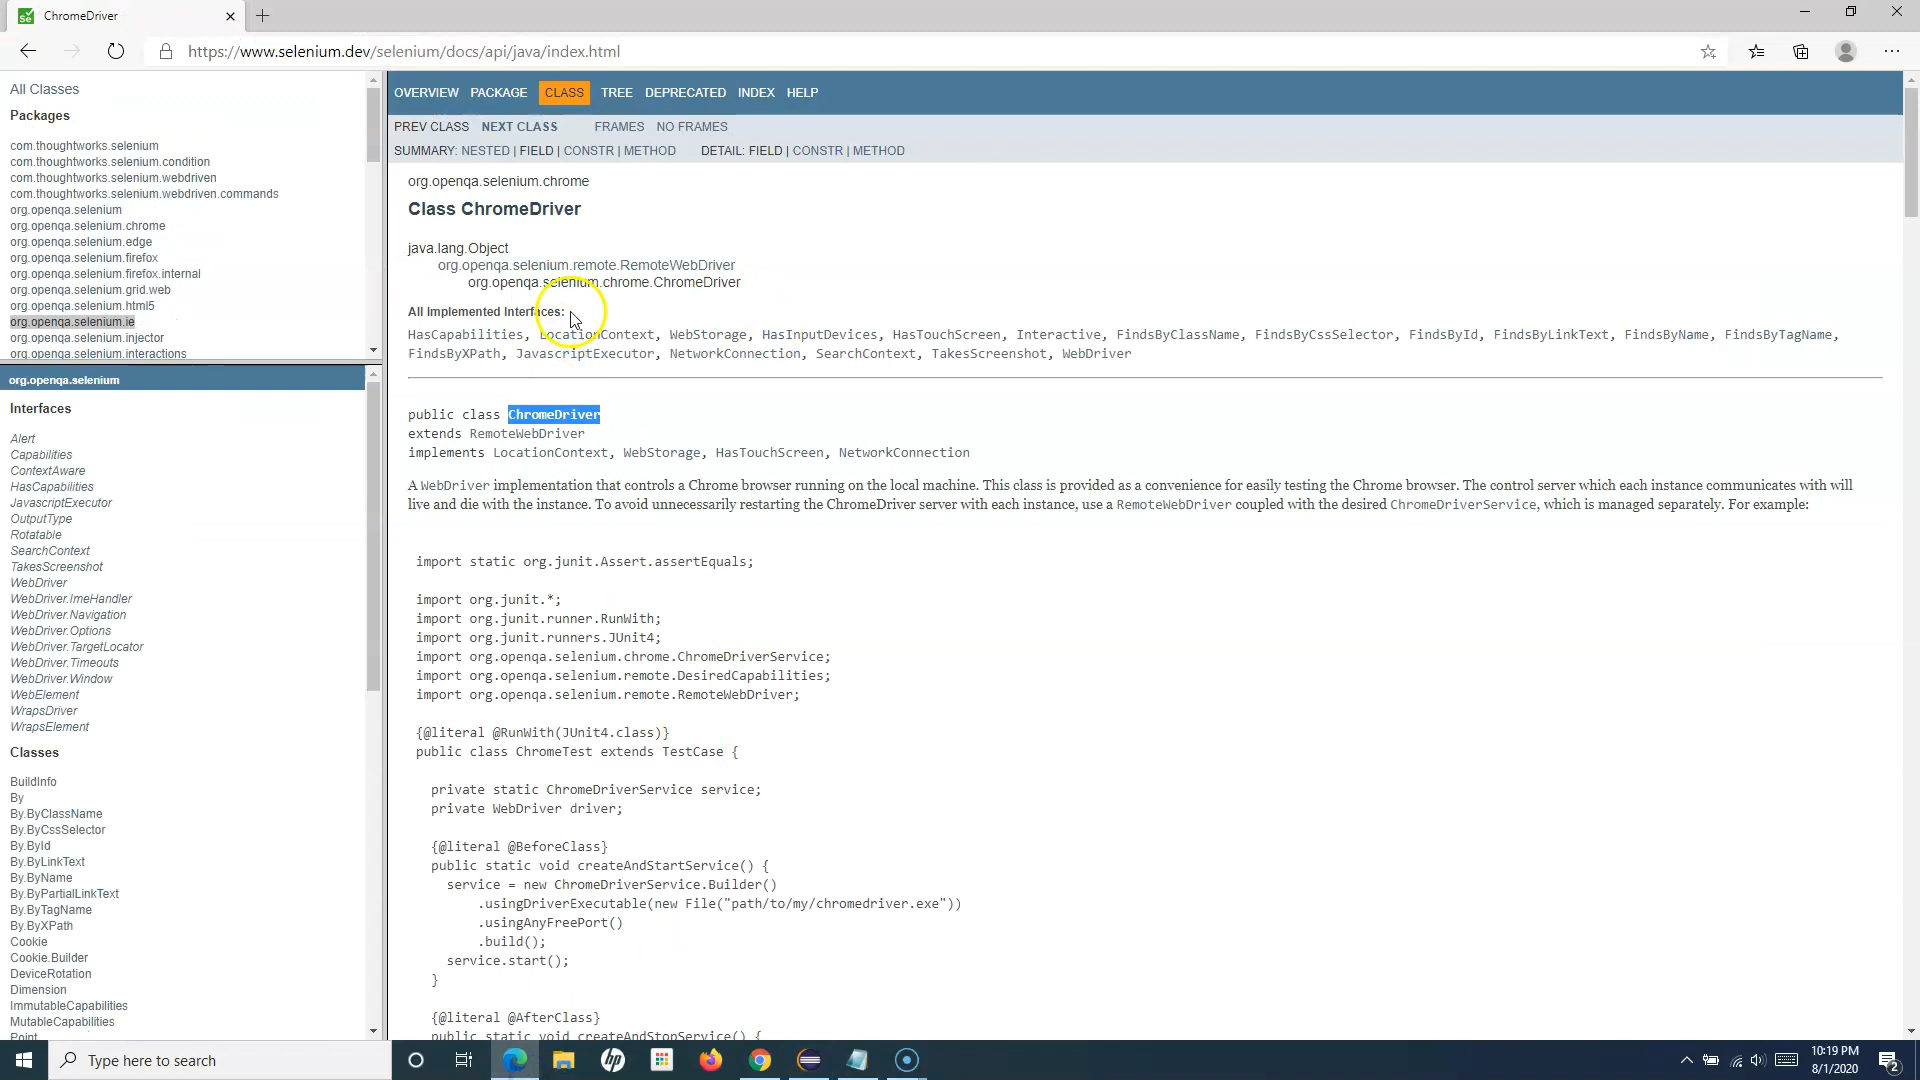 ChromeDriver
https://www.selenium.dev/selenium/docs/api/java/index.html
All Classes
Packages
com.thoughtworks.selenium
com.thoughtworks.selenium.condition
com.thoughtworks.selenium.webdriven
com.thoughtworks.selenium.webdriven.commands
org.openqa.selenium
org.openqa.selenium.chrome
org.openqa.selenium.edge
org.openqa.selenium.firefox
org.openqa.selenium.firefox.internal
org.openqa.selenium.grid.web
org.openqa.selenium.html5
org.openqa.selenium.ie
org.openqa.selenium.injector
org.openqa.selenium.interactions
org.openqa.selenium
Interfaces
Alert
Capabilities
ContextAware
HasCapabilities
JavascriptExecutor
OutputType
Rotatable
SearchContext
TakesScreenshot
WebDriver
WebDriver.ImeHandler
WebDriver.Navigation
WebDriver.Options
WebDriver.TargetLocator
WebDriver.Timeouts
WebDriver.Window
WebElement
WrapsDriver
WrapsElement
Classes
BuildInfo
By
By.ByClassName
By.ByCssSelector
By.ById
By.ByLinkText
By.ByName
By.ByPartialLinkText
By.ByTagName
By.ByXPath
Cookie
Cookie.Builder
DeviceRotation
Dimension
ImmutableCapabilities
MutableCapabilities
Point
OVERVIEW PACKAGE CLASS TREE DEPRECATED INDEX HELP
PREV CLASS NEXT CLASS FRAMES NO FRAMES
SUMMARY: NESTED | FIELD | CONSTR | METHOD DETAIL: FIELD | CONSTR | METHOD
org.openqa.selenium.chrome
Class ChromeDriver
java.lang.Object
org.openqa.selenium.remote.RemoteWebDriver
org.openqa.selenium.chrome.ChromeDriver
All Implemented Interfaces:
HasCapabilities, LocationContext, WebStorage, HasInputDevices, HasTouchScreen, Interactive, FindsByClassName, FindsByCssSelector, FindsById, FindsByLinkText, FindsByName, FindsByTagName,
FindsByXPath, JavascriptExecutor, NetworkConnection, SearchContext, TakesScreenshot, WebDriver
public class ChromeDriver
extends RemoteWebDriver
implements LocationContext, WebStorage, HasTouchScreen, NetworkConnection
A WebDriver implementation that controls a Chrome browser running on the local machine. This class is provided as a convenience for easily testing the Chrome browser. The control server which each instance communicates with will
live and die with the instance. To avoid unnecessarily restarting the ChromeDriver server with each instance, use a RemoteWebDriver coupled with the desired ChromeDriverService, which is managed separately. For example:
import static org.junit.Assert.assertEquals;
import org.junit.*;
import org.junit.runner.RunWith;
import org.junit.runners.JUnit4;
import org.openqa.selenium.chrome.ChromeDriverService;
import org.openqa.selenium.remote.DesiredCapabilities;
import org.openqa.selenium.remote.RemoteWebDriver;
{@literal @RunWith(JUnit4.class)}
public class ChromeTest extends TestCase {
private static ChromeDriverService service;
private WebDriver driver;
{@literal @BeforeClass}
public static void createAndStartService() {
service = new ChromeDriverService.Builder()
.usingDriverExecutable(new File("path/to/my/chromedriver.exe"))
.usingAnyFreePort()
.build();
service.start();
}
{@literal @AfterClass}
public static void createAndStopService() {
Type here to search
hp
10:19 PM
8/1/2020
2